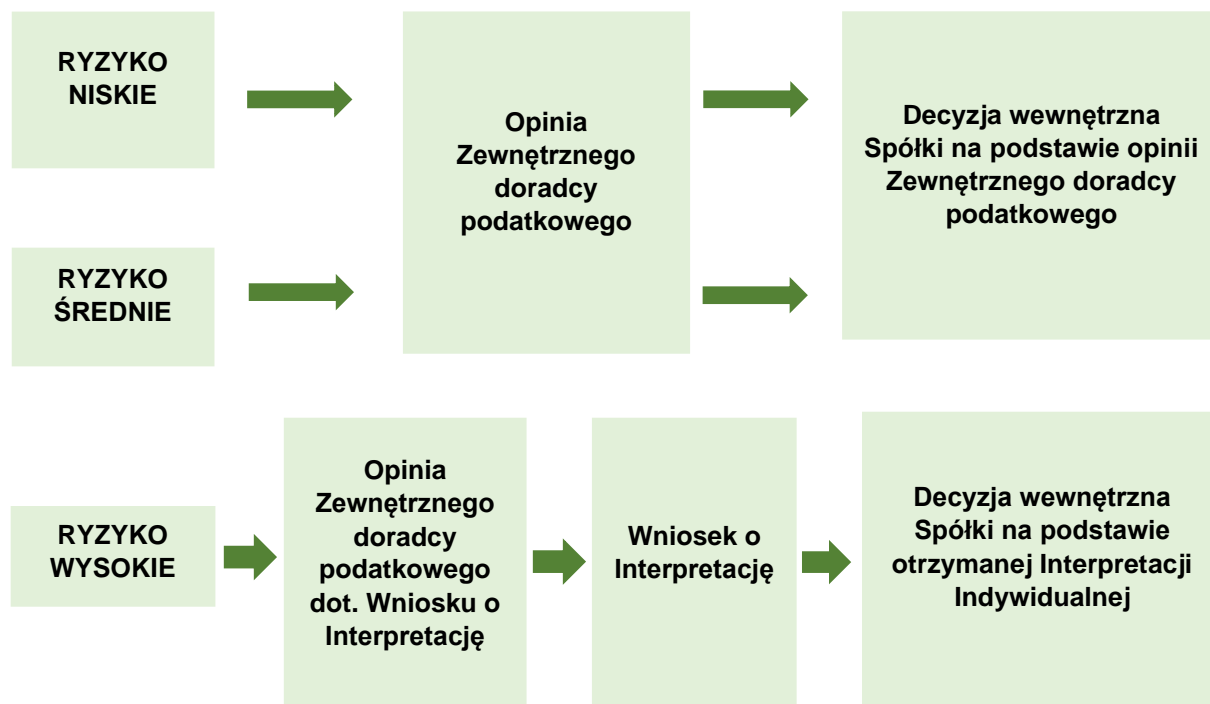 RYZYKO
NISKIE
Opinia
Zewnętrznego
doradcy
podatkowego
Decyzja wewnętrzna
Spółki na podstawie opinii
Zewnętrznego doradcy
podatkowego
RYZYKO
ŚREDNIE
RYZYKO
WYSOKIE
Opinia
Zewnętrznego
doradcy
podatkowego
dot. Wniosku o
Interpretację
Wniosek o
Interpretację
Decyzja wewnętrzna
Spółki na podstawie
otrzymanej Interpretacji
Indywidualnej